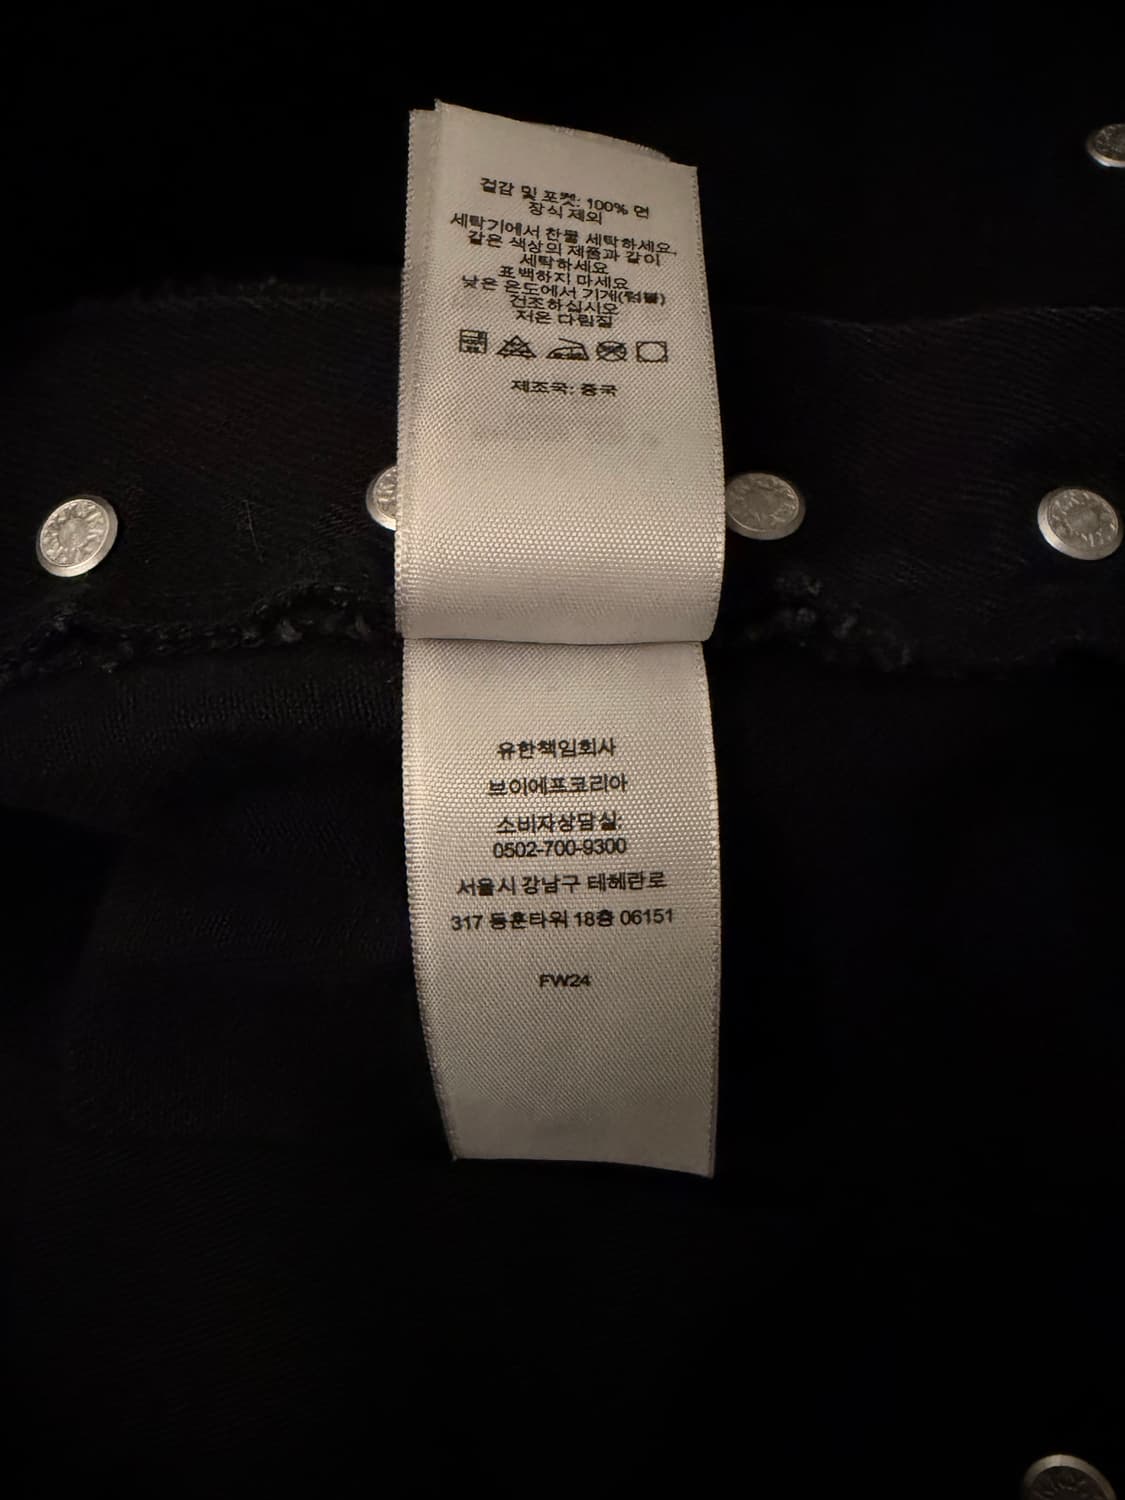 겉감 및 포켓: 100% 면
장식 제외
세탁기에서 찬물 세탁하세요,
같은 색상의 제품과 같이
세탁하세요
표백하지 마세요
낮은 온도에서 기계(텀블)
건조하십시오
저온 다림질
제조국: 중국
유한책임회사
브이에프코리아
소비자상담실:
0502-700-9300
서울시 강남구 테헤란로
317 동훈타워 18층 06151
FW24